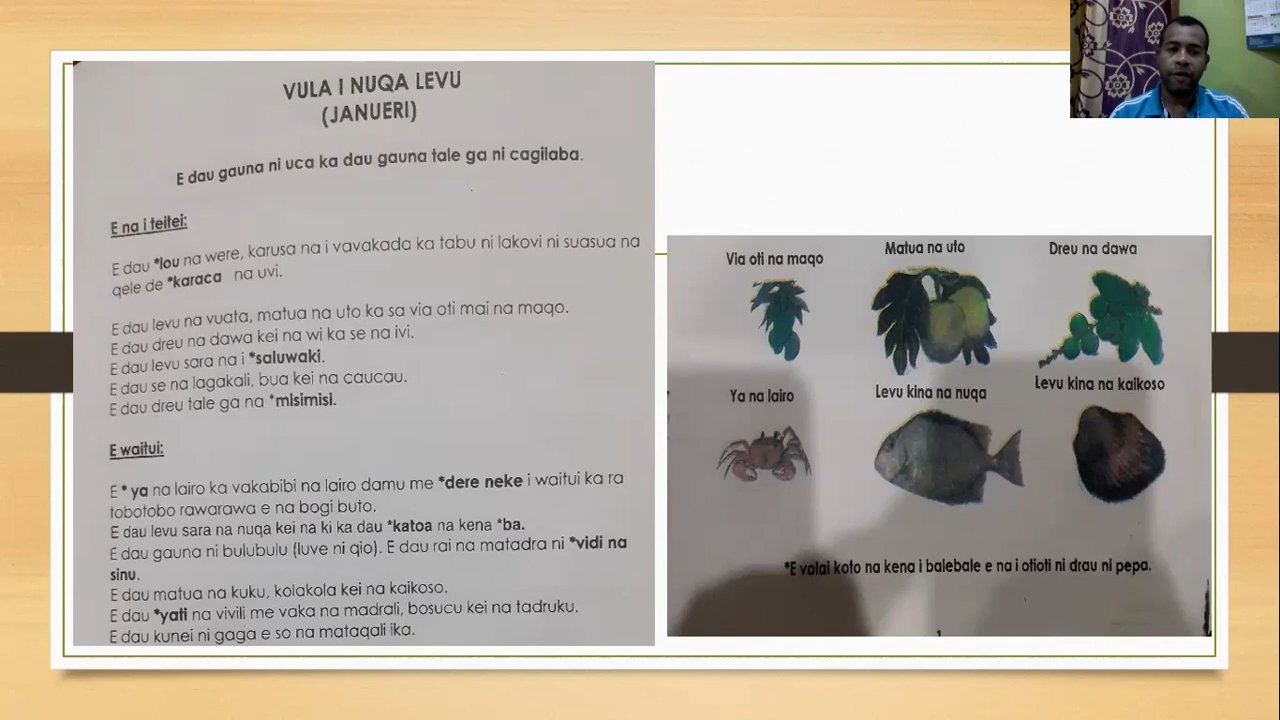 VULA I NUQA LEVU
(JANUERI)
E dau gauna ni uca ka dau gauna tale ga ni cagilaba.
E na i teitei:
E dau *lou na were, karusa na i vavakada ka tabu ni lakovi ni suasua na
qele de *karaca na uvi.
E dau levu na vuata, matua na uto ka sa via oti mai na maqo.
E dau dreu na dawa kei na wi ka se na ivi.
E dau levu sara na i *saluwaki.
E dau se na lagakali, bua kei na caucau.
E dau dreu tale ga na *misimisi.
E waitui:
E * ya na lairo ka vakabibi na lairo damu me *dere neke i waitui ka ra
tobotobo rawarawa e na bogi buto.
E dau levu sara na nuqa kei na ki ka dau *katoa na kena *ba.
E dau gauna ni bulubulu (luve ni qio). E dau rai na matadra ni *vidi na
sinu.
E dau matua na kuku, kolakola kei na kaikoso.
E dau *yati na vivili me vaka na madrali, bosucu kei na tadruku.
E dau kunei ni gaga e so na mataqali ika.
Via oti na maqo
Matua na uto
Dreu na dawa
Ya na lairo
Levu kina na nuqa
Levu kina na kaikoso
*E volai koto na kena i balebale e na i otioti ni drau ni pepa.
1